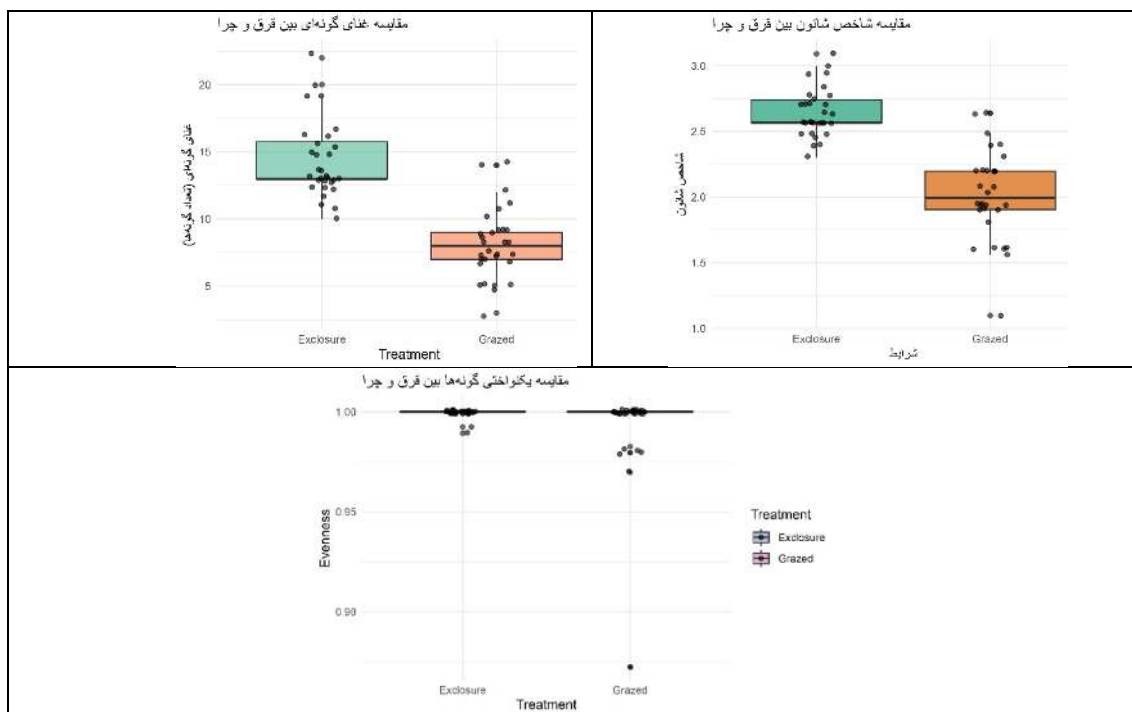 مقایسه غنای گونه‌ای بین قرق و چرا
غنای گونه‌ای (تعداد گونه‌ها)
20
15
10
5
Exclosure
Grazed
Treatment
مقایسه شاخص شانون بین قرق و چرا
شاخص شانون
3.0
2.5
2.0
1.5
1.0
Exclosure
Grazed
شرایط
مقایسه یکنواختی گونه‌ها بین قرق و چرا
Evenness
1.00
0.95
0.90
Exclosure
Grazed
Treatment
Treatment
Exclosure
Grazed